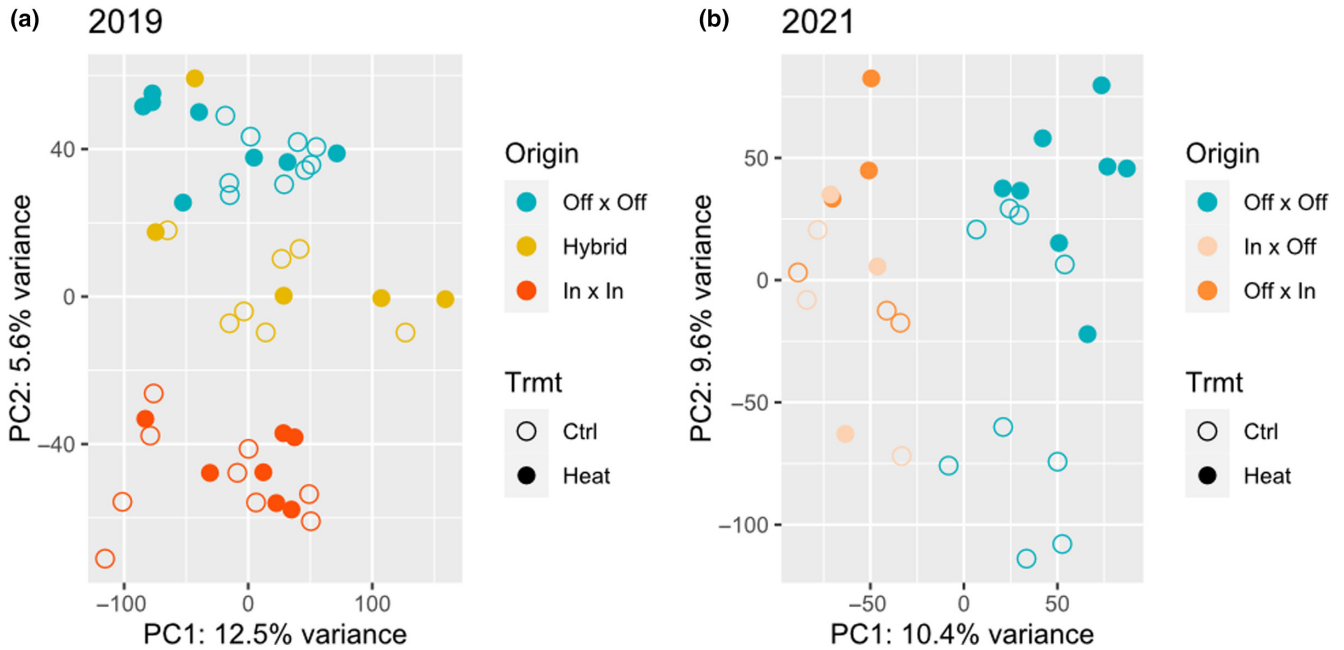 (a) 2019
PC2: 5.6% variance
40
0
−40
−100 0 100
PC1: 12.5% variance
Origin
Off x Off
Hybrid
In x In
Trmt
Ctrl
Heat
(b) 2021
PC2: 9.6% variance
50
0
−50
−100
−50 0 50
PC1: 10.4% variance
Origin
Off x Off
In x Off
Off x In
Trmt
Ctrl
Heat